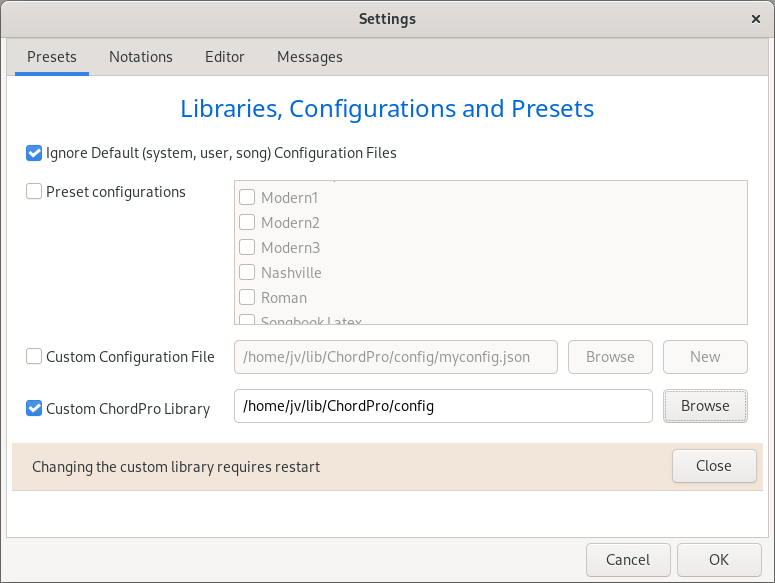 Settings
Presets Notations Editor Messages
Libraries, Configurations and Presets
Ignore Default (system, user, song) Configuration Files
Preset configurations
Modern1
Modern2
Modern3
Nashville
Roman
Songbook Latex
Custom Configuration File /home/jv/lib/ChordPro/config/myconfig.json Browse New
Custom ChordPro Library /home/jv/lib/ChordPro/config Browse
Changing the custom library requires restart Close
Cancel OK